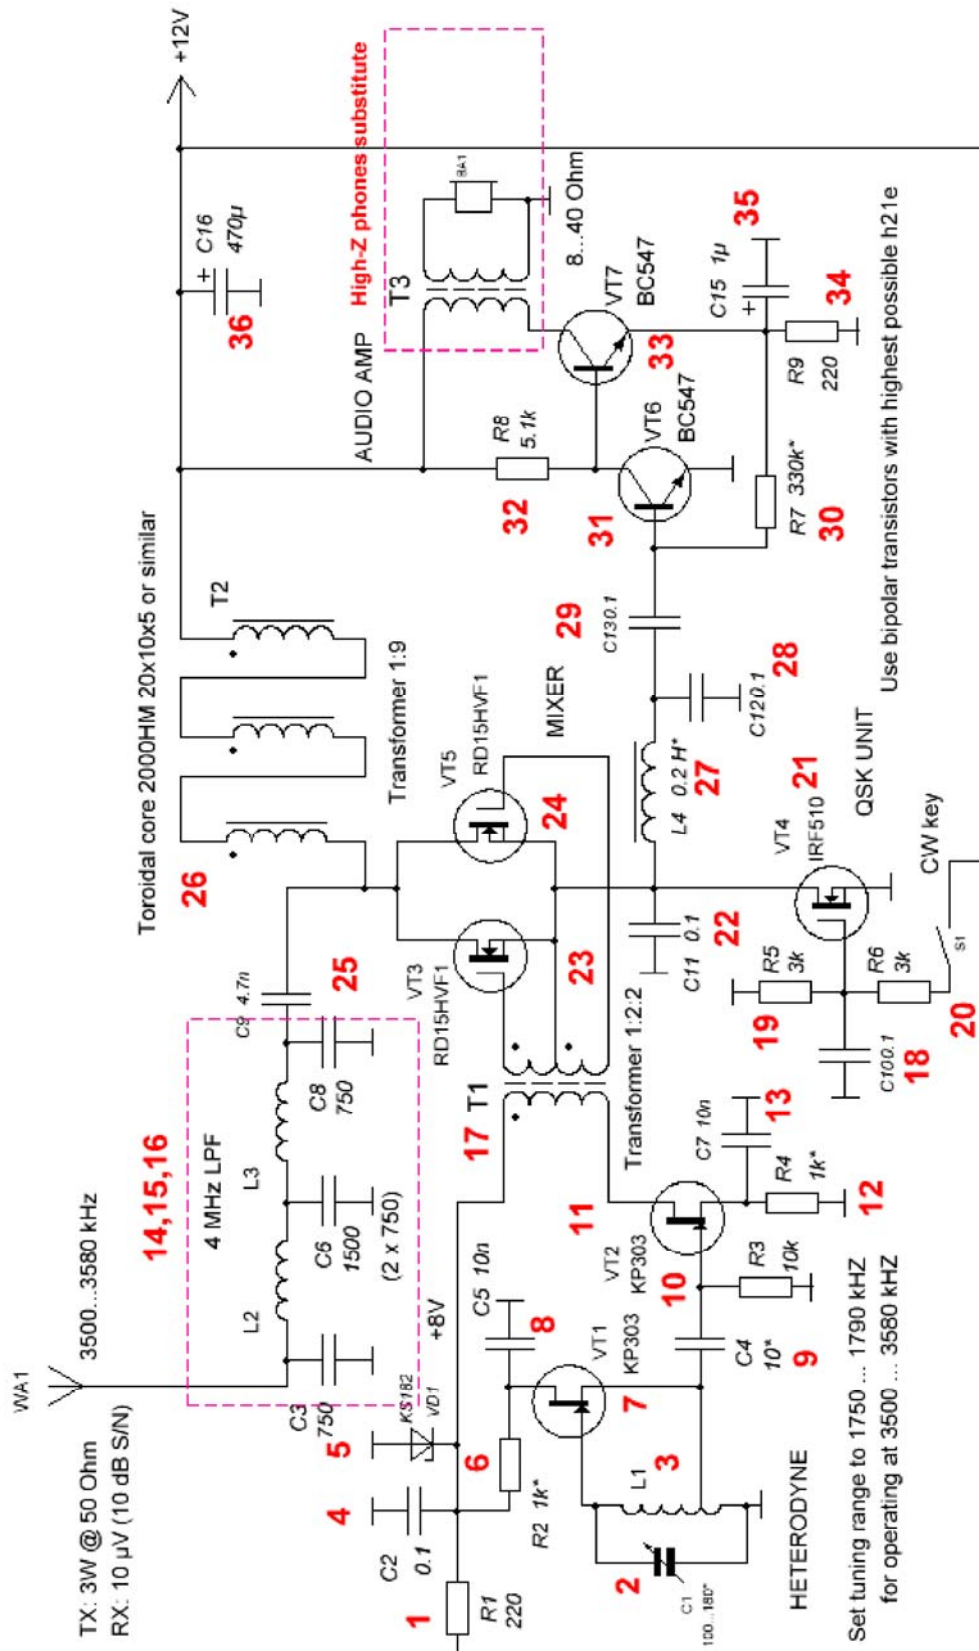 WA1
TX: 3W @ 50 Ohm
RX: 10 µV (10 dB S/N)
3500...3580 kHz
14,15,16
4 MHz LPF
L2
L3
C3
750
C6
1500
(2 x 750)
C8
750
C9 4.7n
25
Toroidal core 2000HM 20x10x5 or similar
26
T2
Transformer 1:9
+12V
+ C16
470µ
36
AUDIO AMP
High-Z phones substitute
T3
BA1
8...40 Ohm
R8
5.1k
32
VT7
BC547
33
VT6
BC547
31
C15 1µ
+
35
R9
220
34
R7 330k*
30
Use bipolar transistors with highest possible h21e
C130.1
29
C120.1
28
L4 0.2 H*
27
MIXER
VT5
RD15HVF1
24
VT3
RD15HVF1
23
C11 0.1
22
VT4
IRF510
21
QSK UNIT
CW key
S1
R5
3k
19
R6
3k
20
C100.1
18
T1
17
Transformer 1:2:2
11
C7 10n
13
R4
1k*
12
VT2
KP303
10
R3
10k
C4
10*
9
VT1
KP303
7
C5 10n
8
+8V
KS182
VD1
5
C2
0.1
4
R1
220
1
R2 1k*
6
L1
3
C1
100...180*
2
HETERODYNE
Set tuning range to 1750 ... 1790 kHZ
for operating at 3500 ... 3580 kHZ